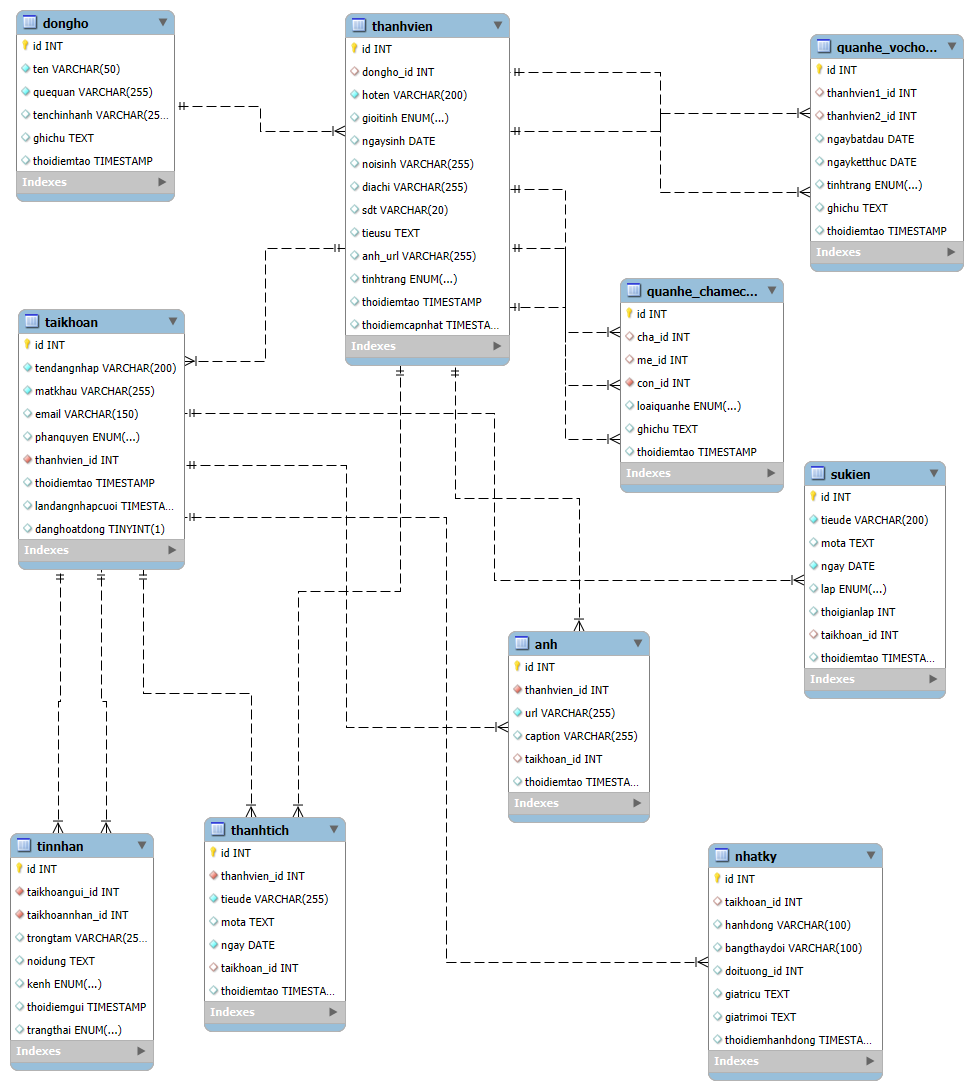 dongho
id INT
ten VARCHAR(50)
quequan VARCHAR(255)
tenchinhanh VARCHAR(25...
ghichu TEXT
thoidiemtao TIMESTAMP
Indexes
thanhvien
id INT
dongho_id INT
hoten VARCHAR(200)
gioitinh ENUM(...)
ngaysinh DATE
noisinh VARCHAR(255)
diachi VARCHAR(255)
sdt VARCHAR(20)
tieusu TEXT
anh_url VARCHAR(255)
tinhtrang ENUM(...)
thoidiemtao TIMESTAMP
thoidiemcapnhat TIMESTA...
Indexes
quanhe_vocho...
id INT
thanhvien1_id INT
thanhvien2_id INT
ngaybatdau DATE
ngayketthuc DATE
tinhtrang ENUM(...)
ghichu TEXT
thoidiemtao TIMESTAMP
Indexes
taikhoan
id INT
tendangnhap VARCHAR(200)
matkhau VARCHAR(255)
email VARCHAR(150)
phanquyen ENUM(...)
thanhvien_id INT
thoidiemtao TIMESTAMP
landangnhapcuoi TIMESTA...
danghoatdong TINYINT(1)
Indexes
quanhe_chamec...
id INT
cha_id INT
me_id INT
con_id INT
loaiquanhe ENUM(...)
ghichu TEXT
thoidiemtao TIMESTAMP
Indexes
sukien
id INT
tieude VARCHAR(200)
mota TEXT
ngay DATE
lap ENUM(...)
thoigianlap INT
taikhoan_id INT
thoidiemtao TIMESTA...
Indexes
anh
id INT
thanhvien_id INT
url VARCHAR(255)
caption VARCHAR(255)
taikhoan_id INT
thoidiemtao TIMESTA...
Indexes
tinnhan
id INT
taikhoangui_id INT
taikhoannhan_id INT
trongtam VARCHAR(25...
noidung TEXT
kenh ENUM(...)
thoidiemgui TIMESTAMP
trangthai ENUM(...)
Indexes
thanhtich
id INT
thanhvien_id INT
tieude VARCHAR(255)
mota TEXT
ngay DATE
taikhoan_id INT
thoidiemtao TIMESTA...
Indexes
nhatky
id INT
taikhoan_id INT
hanhdong VARCHAR(100)
bangthaydoi VARCHAR(100)
doituong_id INT
giatricu TEXT
giatrimoi TEXT
thoidiemhanhdong TIMESTA...
Indexes